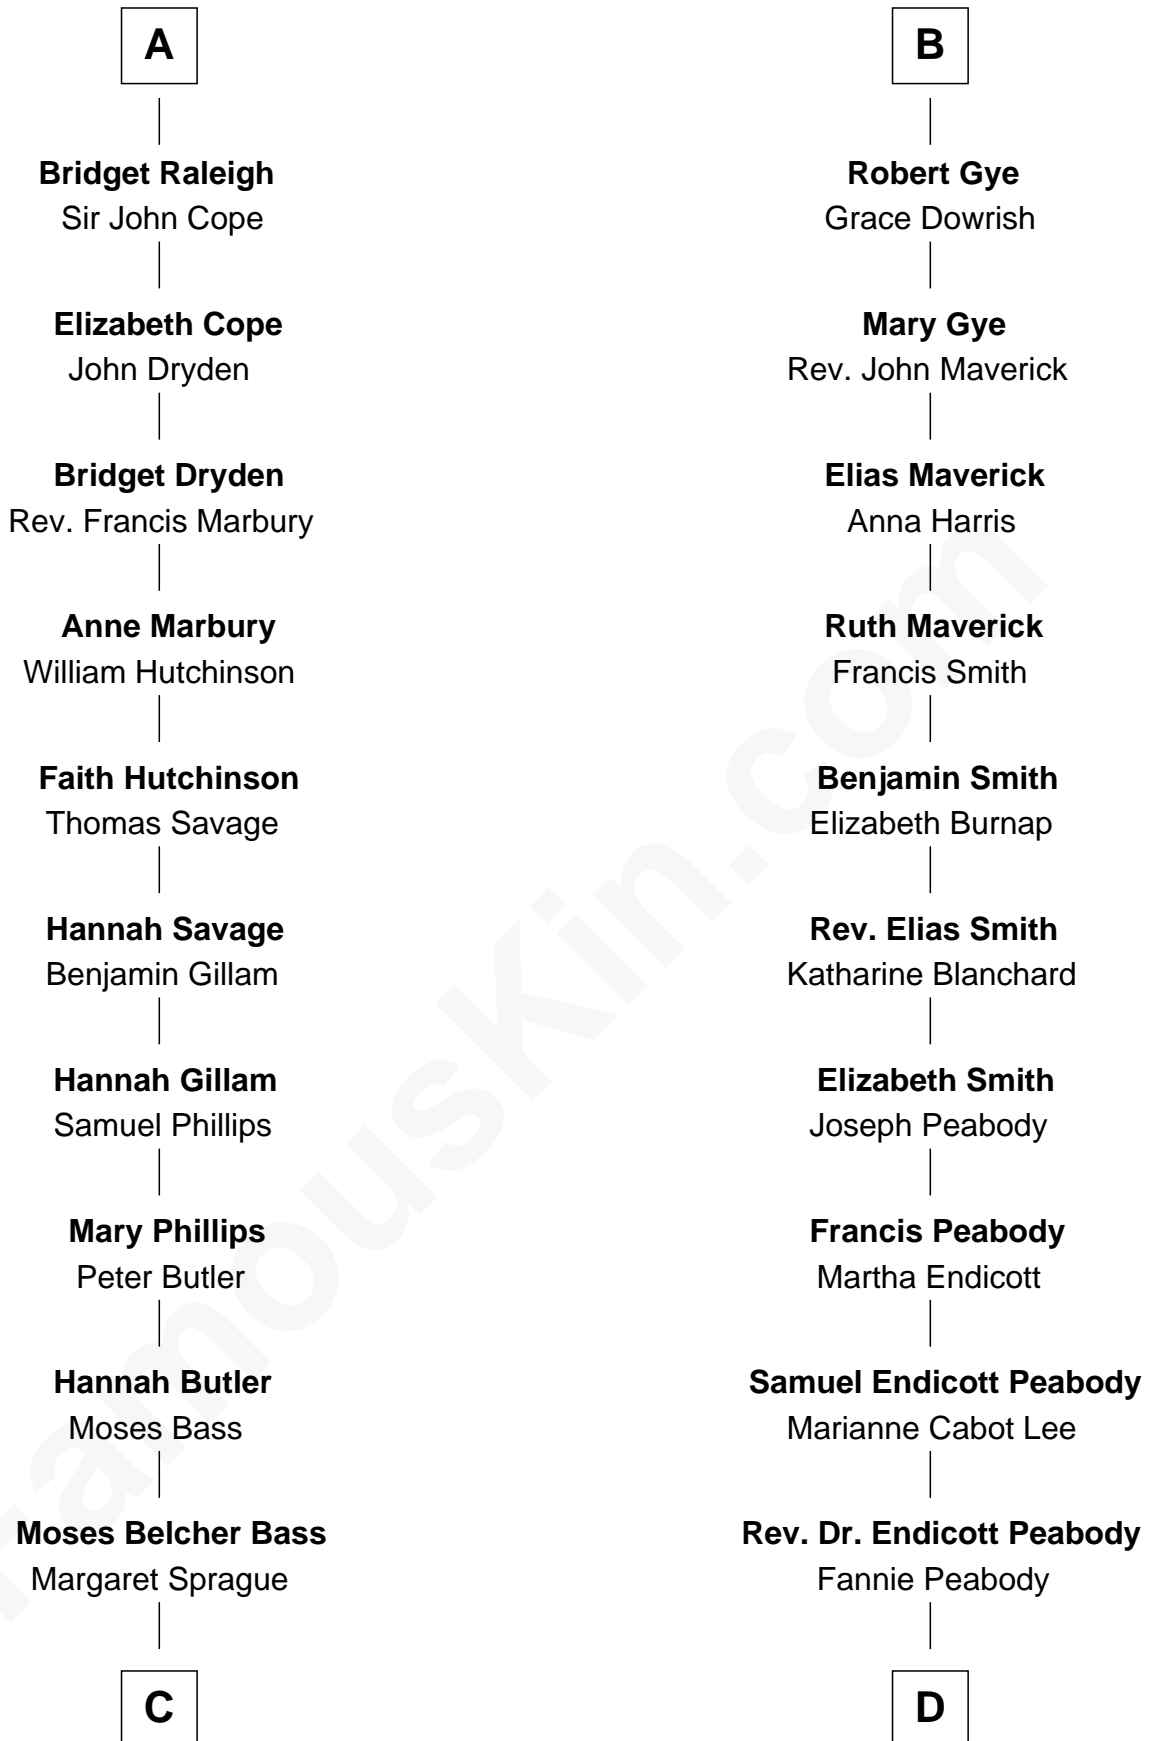 A
Bridget Raleigh
Sir John Cope
Elizabeth Cope
John Dryden
Bridget Dryden
Rev. Francis Marbury
Anne Marbury
William Hutchinson
Faith Hutchinson
Thomas Savage
Hannah Savage
Benjamin Gillam
Hannah Gillam
Samuel Phillips
Mary Phillips
Peter Butler
Hannah Butler
Moses Bass
Moses Belcher Bass
Margaret Sprague
C
B
Robert Gye
Grace Dowrish
Mary Gye
Rev. John Maverick
Elias Maverick
Anna Harris
Ruth Maverick
Francis Smith
Benjamin Smith
Elizabeth Burnap
Rev. Elias Smith
Katharine Blanchard
Elizabeth Smith
Joseph Peabody
Francis Peabody
Martha Endicott
Samuel Endicott Peabody
Marianne Cabot Lee
Rev. Dr. Endicott Peabody
Fannie Peabody
D
FamousKin.com